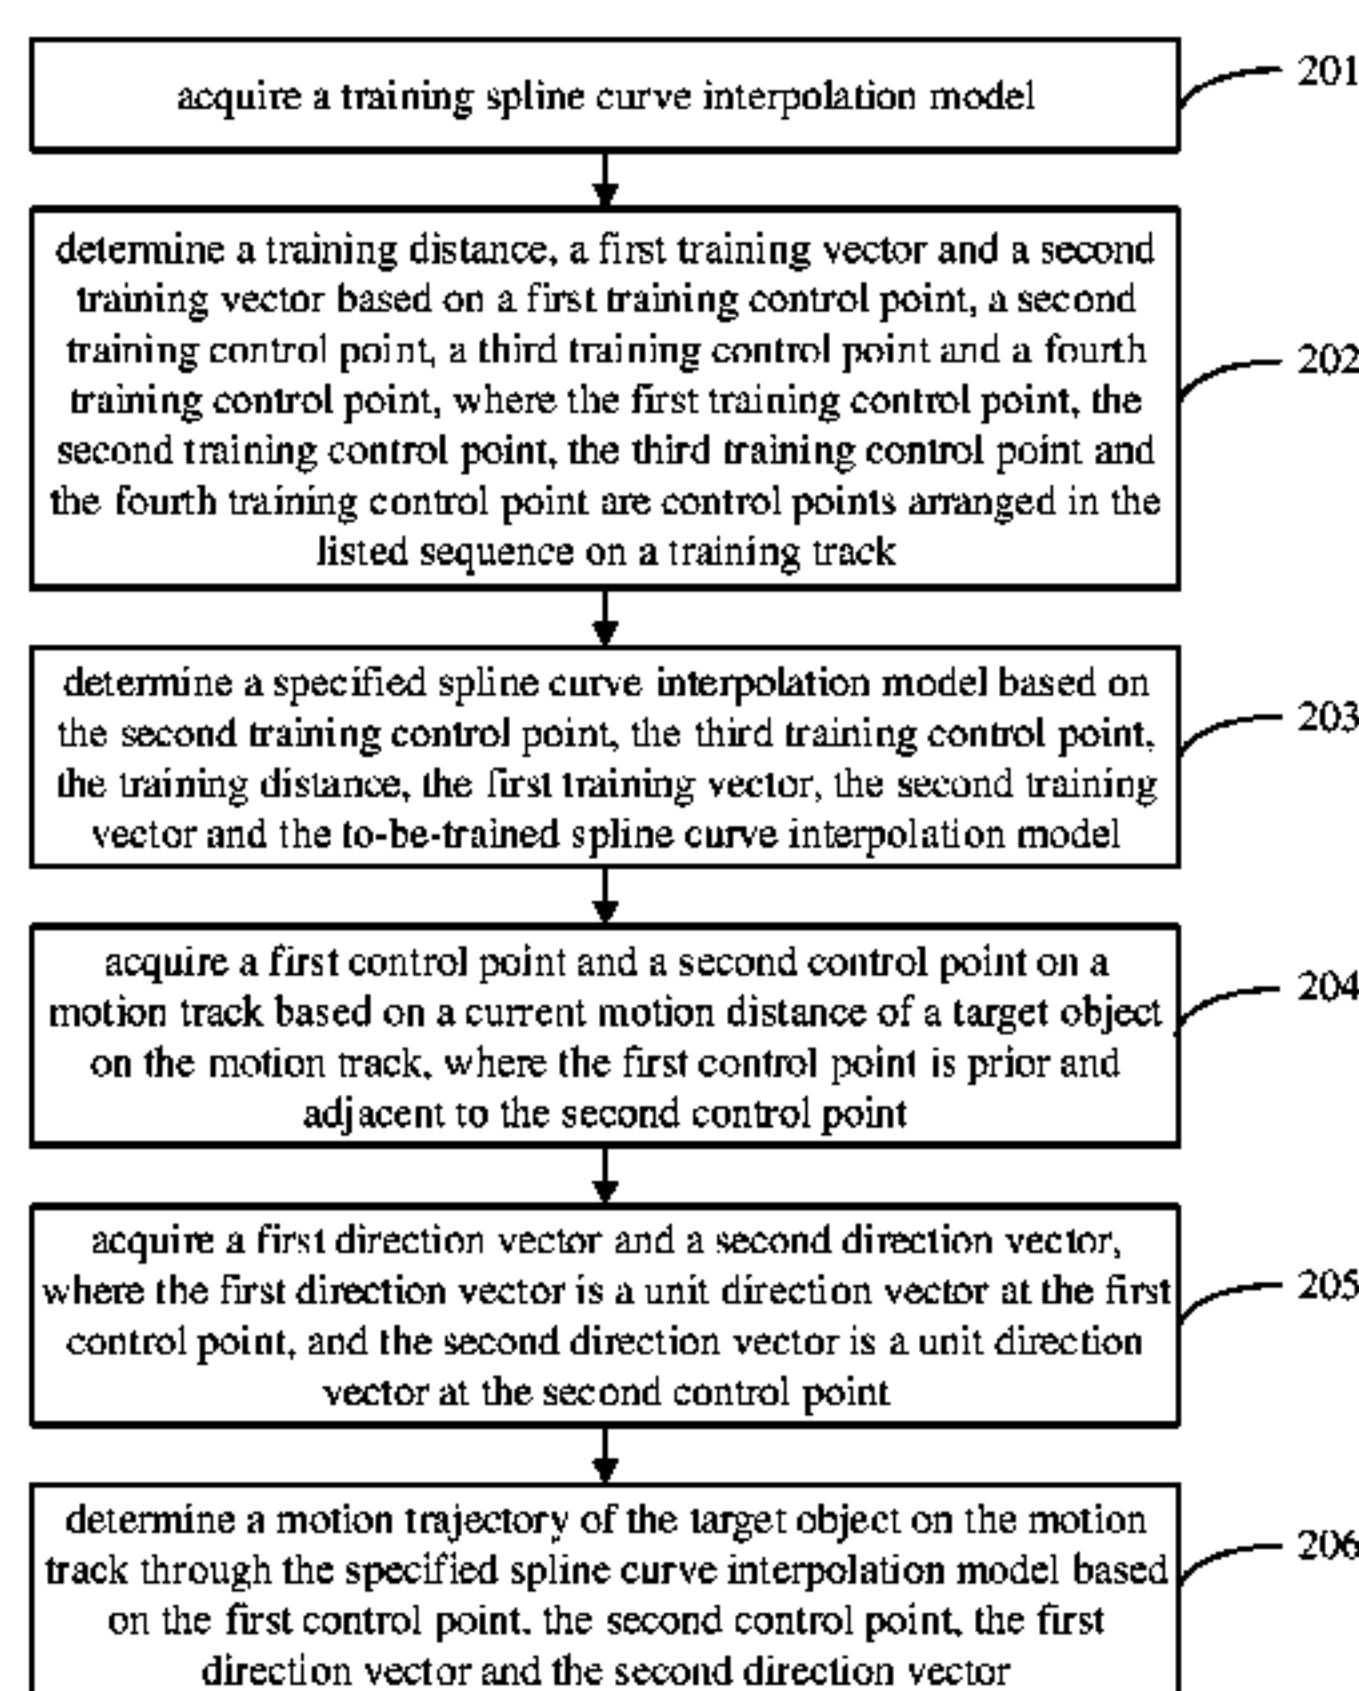 acquire a training spline curve interpolation model
201
determine a training distance, a first training vector and a second
training vector based on a first training control point, a second
training control point, a third training control point and a fourth
training control point, where the first training control point, the
second training control point, the third training control point and
the fourth training control point are control points arranged in the
listed sequence on a training track
202
determine a specified spline curve interpolation model based on
the second training control point, the third training control point,
the training distance, the first training vector, the second training
vector and the to-be-trained spline curve interpolation model
203
acquire a first control point and a second control point on a
motion track based on a current motion distance of a target object
on the motion track, where the first control point is prior and
adjacent to the second control point
204
acquire a first direction vector and a second direction vector,
where the first direction vector is a unit direction vector at the first
control point, and the second direction vector is a unit direction
vector at the second control point
205
determine a motion trajectory of the target object on the motion
track through the specified spline curve interpolation model based
on the first control point, the second control point, the first
direction vector and the second direction vector
206